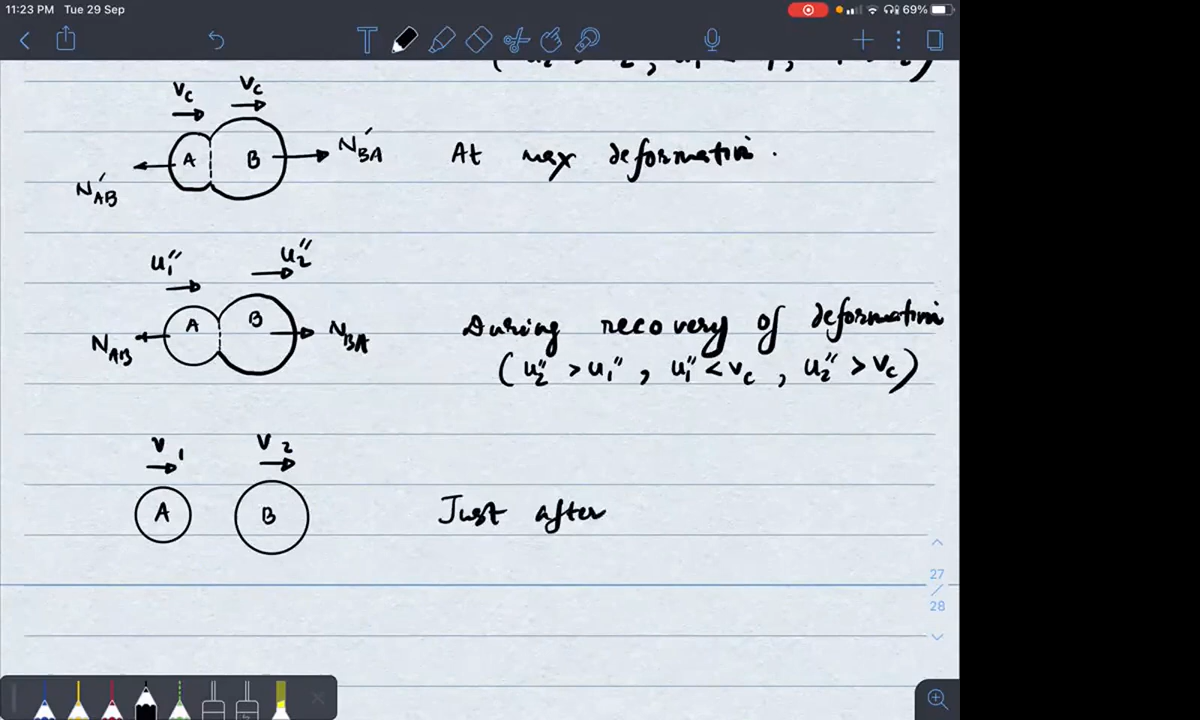 11:23 PM Tue 29 Sep 69%
T
Vc Vc
A B N'BA At max deformation.
N'AB
u1'' u2''
A B NBA During recovery of deformation
NAB (u2'' > u1'', u1'' < Vc, u2'' > Vc)
V1 V2
A B Just after
27
/
28